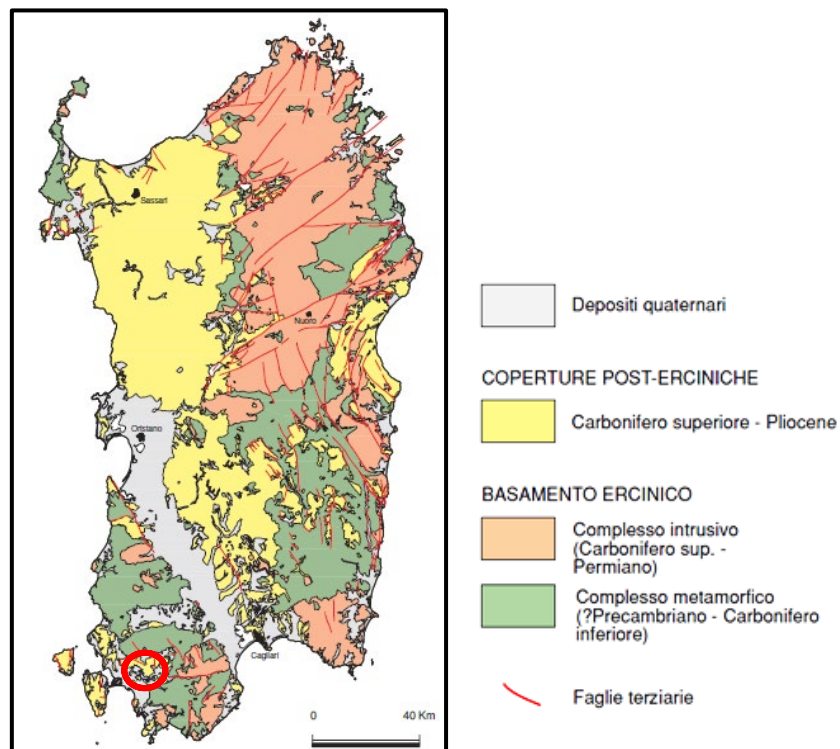 Sassari
Nuoro
Oristano
Cagliari
0 40 Km
Depositi quaternari
COPERTURE POST-ERCINICHE
Carbonifero superiore - Pliocene
BASAMENTO ERCINICO
Complesso intrusivo
(Carbonifero sup. -
Permiano)
Complesso metamorfico
(?Precambriano - Carbonifero
inferiore)
Faglie terziarie